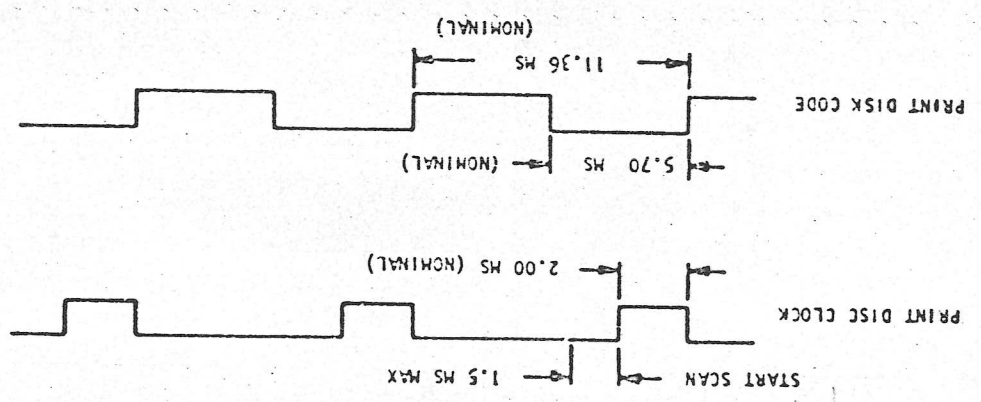 START SCAN
1.5 MS MAX
PRINT DISC CLOCK
2.00 MS (NOMINAL)
5.70 MS (NOMINAL)
PRINT DISK CODE
11.36 MS
(NOMINAL)